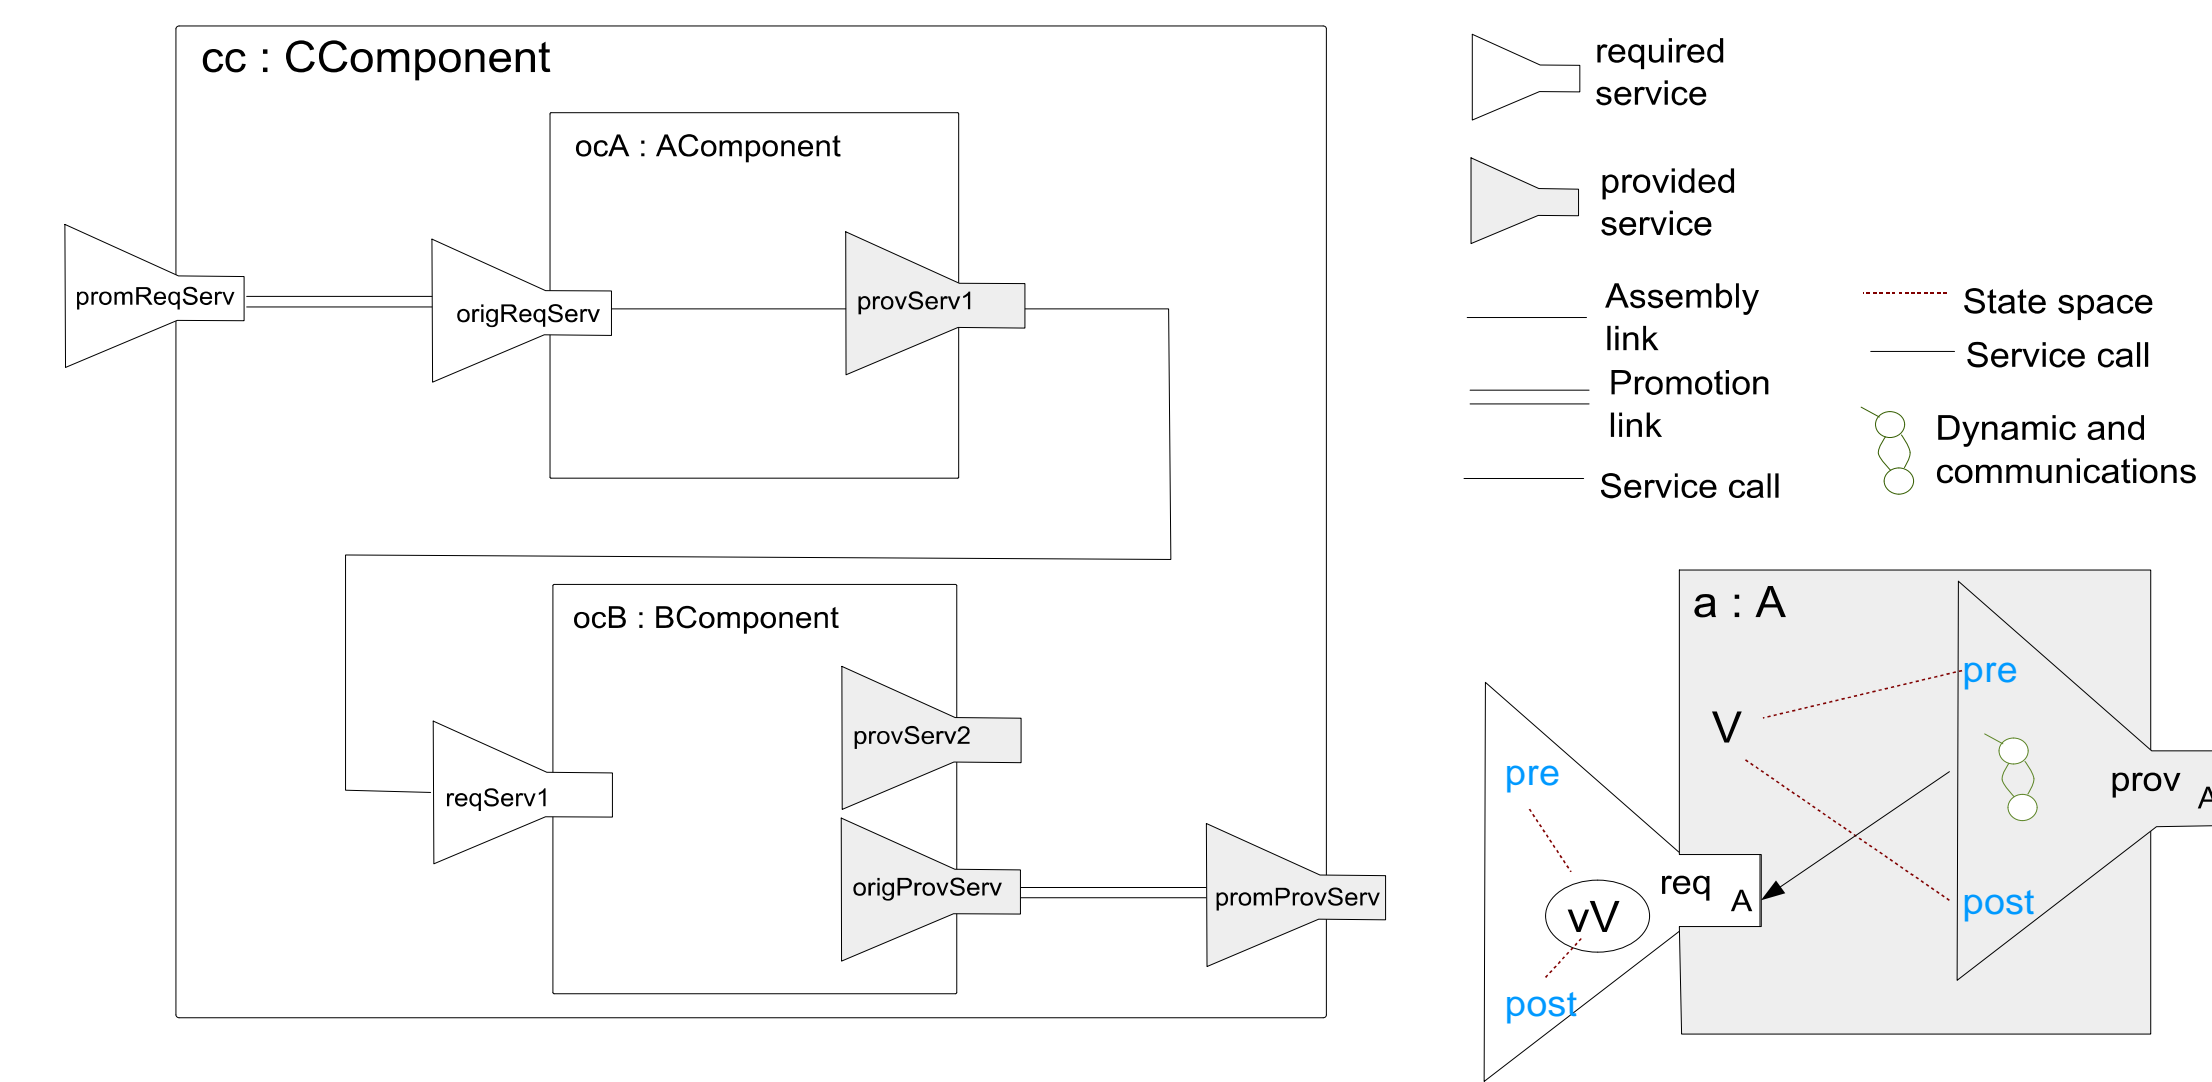 cc : CComponent
ocA : AComponent
promReqServ
origReqServ
provServ1
ocB : BComponent
provServ2
reqServ1
origProvServ
promProvServ
required
service
provided
service
Assembly
link
Promotion
link
Service call
State space
Service call
Dynamic and
communications
a : A
pre
V
pre
prov A
req A
vV
post
post